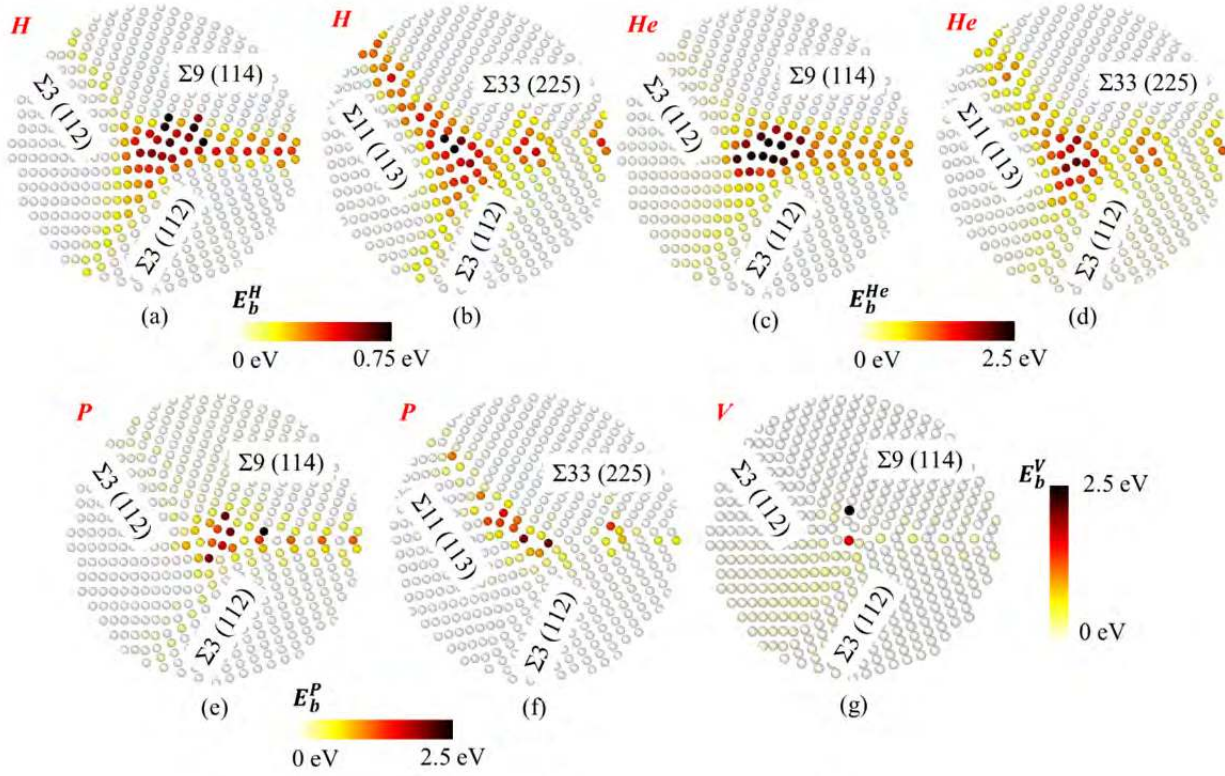 H
Σ9 (114)
Σ3 (112)
Σ3 (112)
(a)
H
Σ33 (225)
Σ11 (113)
Σ3 (112)
(b)
He
Σ9 (114)
Σ3 (112)
Σ3 (112)
(c)
He
Σ33 (225)
Σ11 (113)
Σ3 (112)
(d)
E_b^H
0 eV
0.75 eV
E_b^He
0 eV
2.5 eV
P
Σ9 (114)
Σ3 (112)
Σ3 (112)
(e)
P
Σ33 (225)
Σ11 (113)
Σ3 (112)
(f)
V
Σ9 (114)
Σ3 (112)
Σ3 (112)
(g)
E_b^V
2.5 eV
0 eV
E_b^P
0 eV
2.5 eV